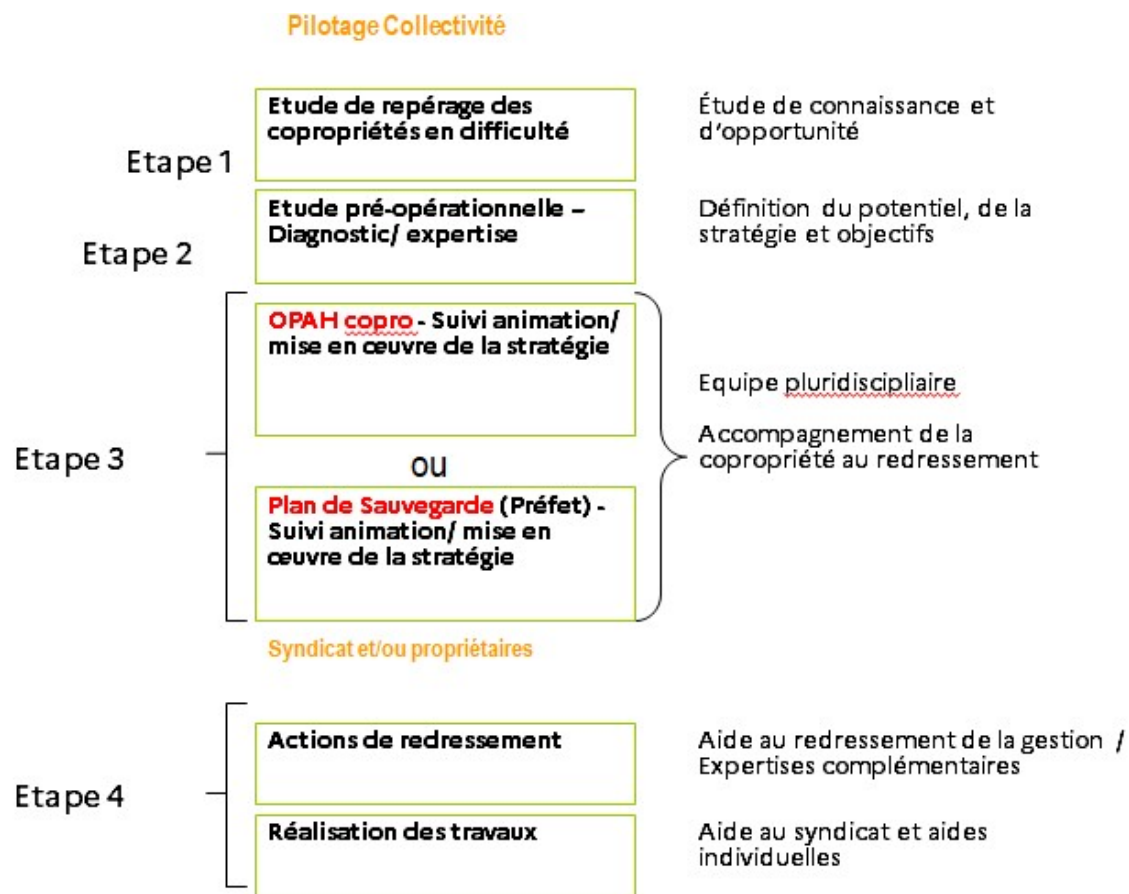 Pilotage Collectivité
Etape 1
Etude de repérage des
copropriétés en difficulté
Étude de connaissance et
d'opportunité
Etape 2
Etude pré-opérationnelle –
Diagnostic/ expertise
Définition du potentiel, de la
stratégie et objectifs
Etape 3
OPAH copro - Suivi animation/
mise en œuvre de la stratégie
ou
Plan de Sauvegarde (Préfet) -
Suivi animation/ mise en
œuvre de la stratégie
Equipe pluridiscipliaire
Accompagnement de la
copropriété au redressement
Syndicat et/ou propriétaires
Etape 4
Actions de redressement
Aide au redressement de la gestion /
Expertises complémentaires
Réalisation des travaux
Aide au syndicat et aides
individuelles